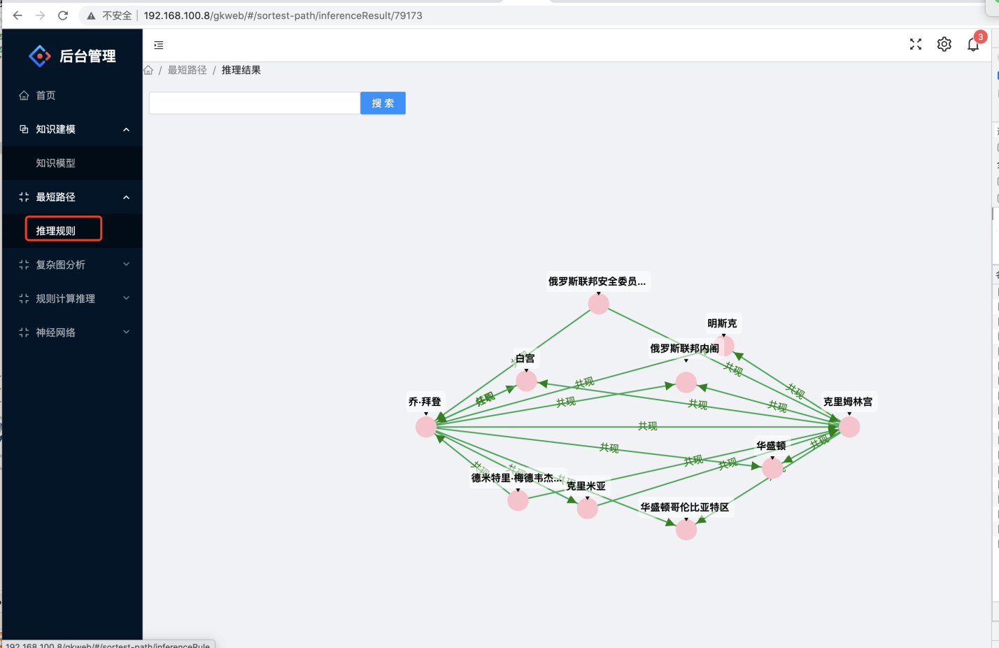 不安全
192.168.100.8/gkweb/#/sortest-path/inferenceResult/79173
后台管理
3
/ 最短路径 / 推理结果
首页
搜 索
知识建模
知识模型
最短路径
推理规则
复杂图分析
规则计算推理
神经网络
俄罗斯联邦安全委员...
明斯克
俄罗斯联邦内阁
白宫
共现
共现
共现
共现
任职
共现
共现
共现
乔·拜登
克里姆林宫
共现
共现
共现
华盛顿
共现
共现
共现
共现
德米特里·梅德韦杰...
克里米亚
华盛顿哥伦比亚特区
192.168.100.8/gkweb/#/sortest-path/inferenceRule